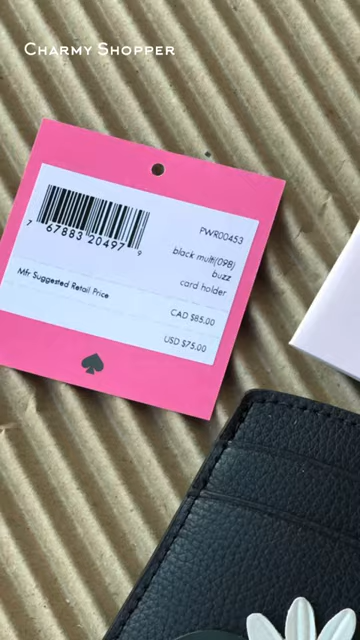 CHARMY SHOPPER
PWR00453
7 67883 20497 9
black multi(098)
buzz
card holder
Mfr Suggested Retail Price
CAD $85.00
USD $75.00